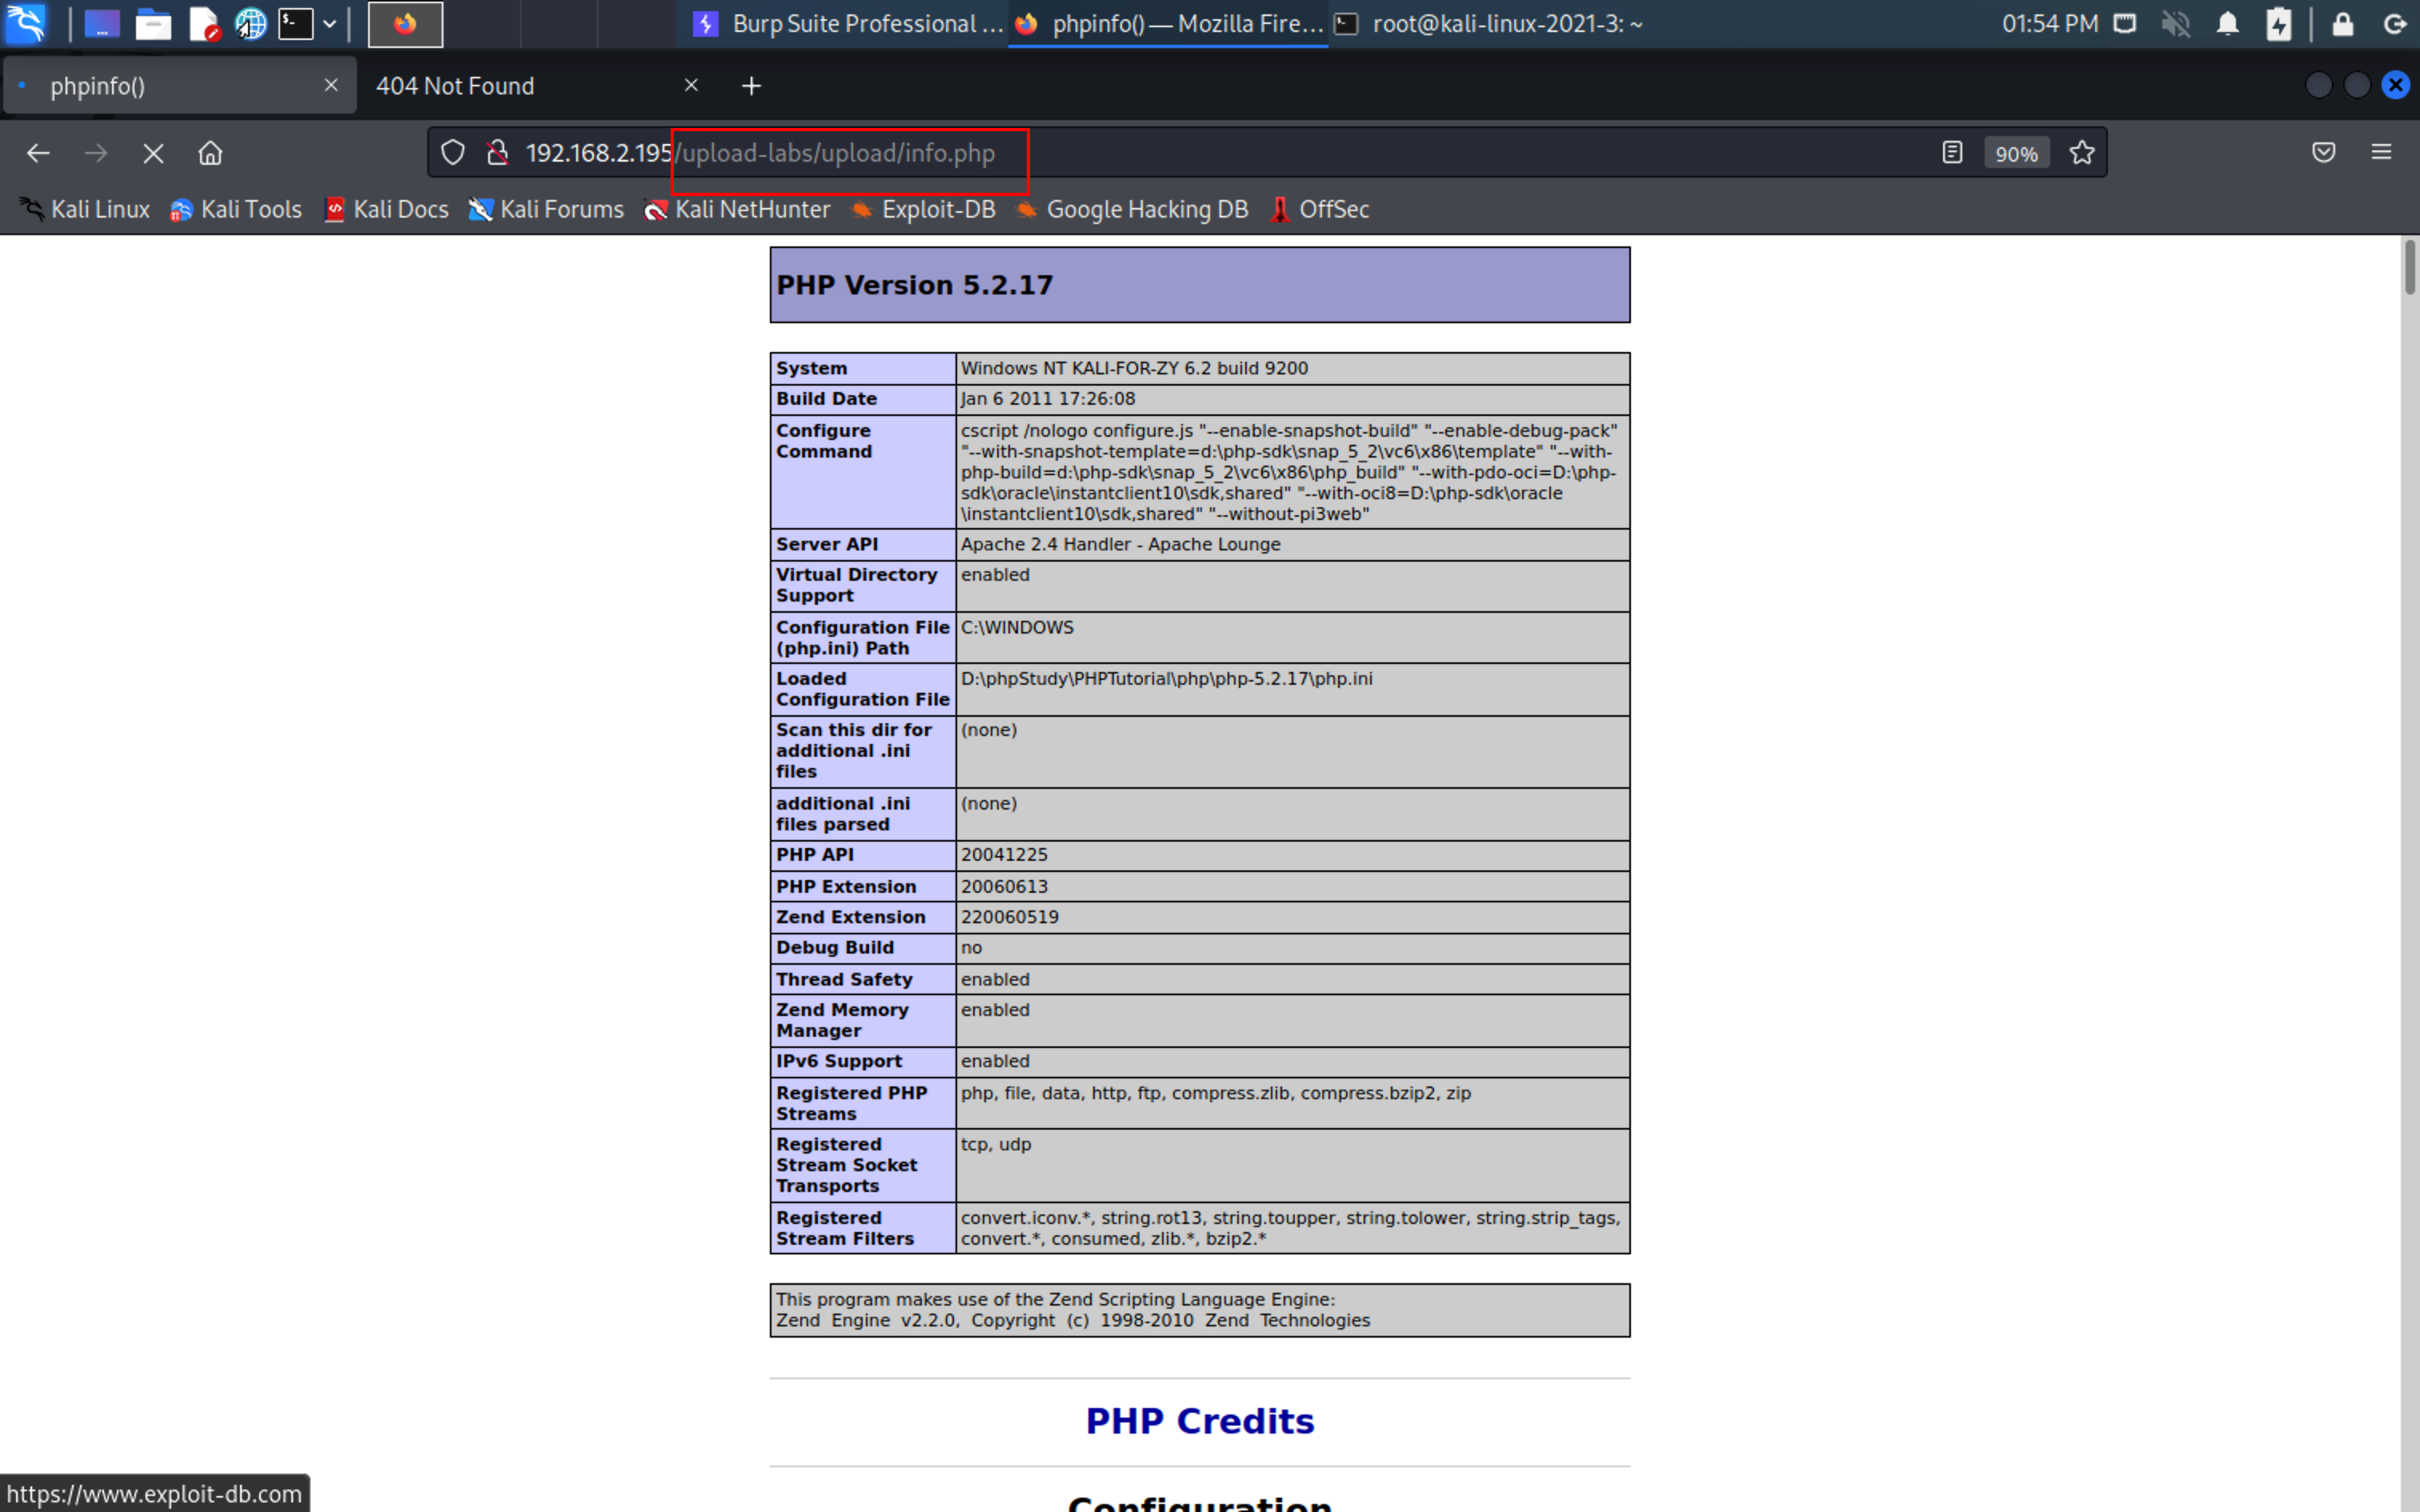 Burp Suite Professional ...
phpinfo() — Mozilla Fire...
root@kali-linux-2021-3: ~
01:54 PM
phpinfo()
404 Not Found
192.168.2.195/upload-labs/upload/info.php
90%
Kali Linux
Kali Tools
Kali Docs
Kali Forums
Kali NetHunter
Exploit-DB
Google Hacking DB
OffSec
PHP Version 5.2.17
System
Windows NT KALI-FOR-ZY 6.2 build 9200
Build Date
Jan 6 2011 17:26:08
Configure
Command
cscript /nologo configure.js "--enable-snapshot-build" "--enable-debug-pack"
"--with-snapshot-template=d:\php-sdk\snap_5_2\vc6\x86\template" "--with-
php-build=d:\php-sdk\snap_5_2\vc6\x86\php_build" "--with-pdo-oci=D:\php-
sdk\oracle\instantclient10\sdk,shared" "--with-oci8=D:\php-sdk\oracle
\instantclient10\sdk,shared" "--without-pi3web"
Server API
Apache 2.4 Handler - Apache Lounge
Virtual Directory
Support
enabled
Configuration File
(php.ini) Path
C:\WINDOWS
Loaded
Configuration File
D:\phpStudy\PHPTutorial\php\php-5.2.17\php.ini
Scan this dir for
additional .ini
files
(none)
additional .ini
files parsed
(none)
PHP API
20041225
PHP Extension
20060613
Zend Extension
220060519
Debug Build
no
Thread Safety
enabled
Zend Memory
Manager
enabled
IPv6 Support
enabled
Registered PHP
Streams
php, file, data, http, ftp, compress.zlib, compress.bzip2, zip
Registered
Stream Socket
Transports
tcp, udp
Registered
Stream Filters
convert.iconv.*, string.rot13, string.toupper, string.tolower, string.strip_tags,
convert.*, consumed, zlib.*, bzip2.*
This program makes use of the Zend Scripting Language Engine:
Zend Engine v2.2.0, Copyright (c) 1998-2010 Zend Technologies
PHP Credits
Configuration
https://www.exploit-db.com